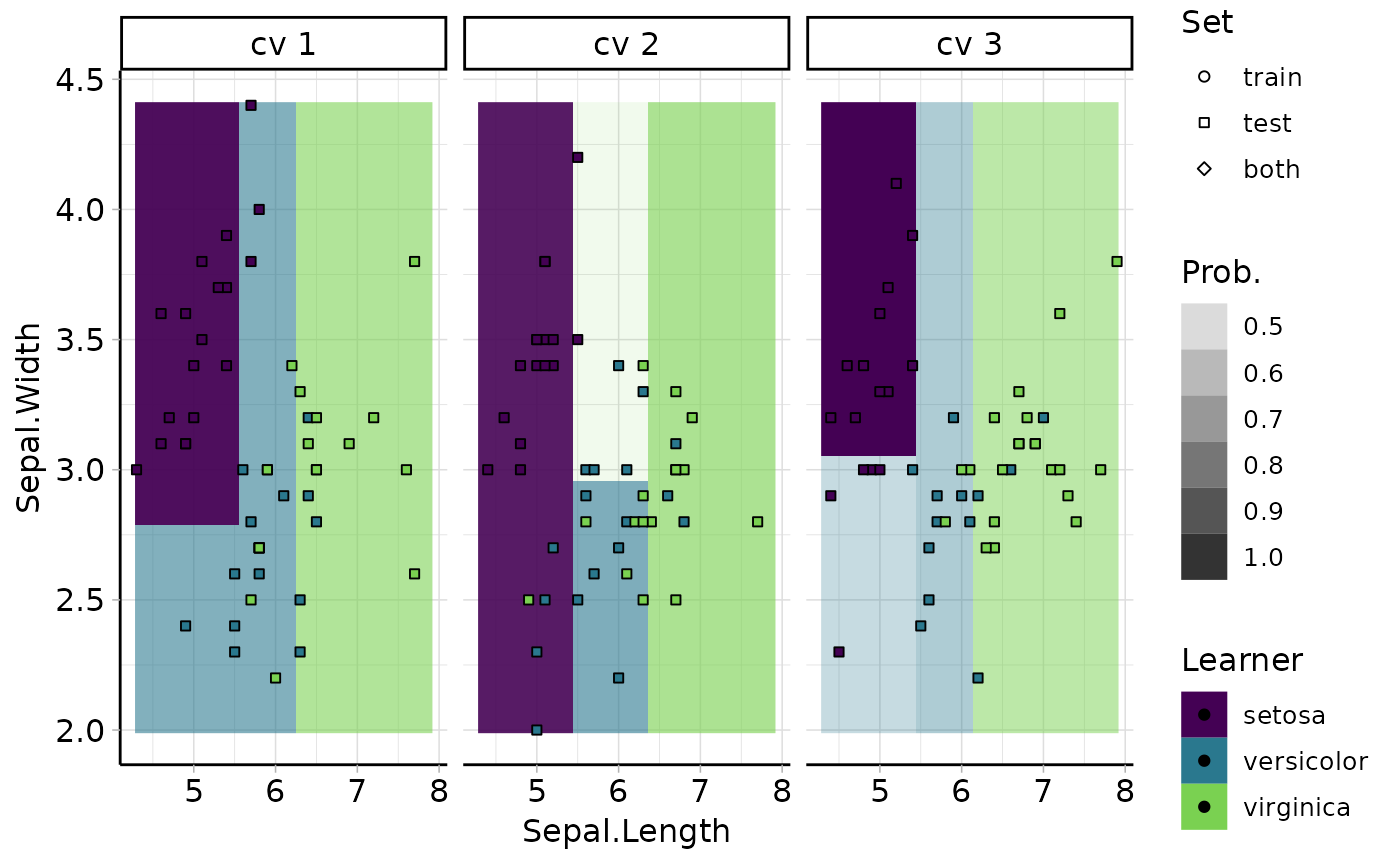 cv 1
cv 2
cv 3
4.5
4.0
3.5
3.0
2.5
2.0
Sepal.Width
5 6 7 8
5 6 7 8
5 6 7 8
Sepal.Length
Set
train
test
both
Prob.
0.5
0.6
0.7
0.8
0.9
1.0
Learner
setosa
versicolor
virginica